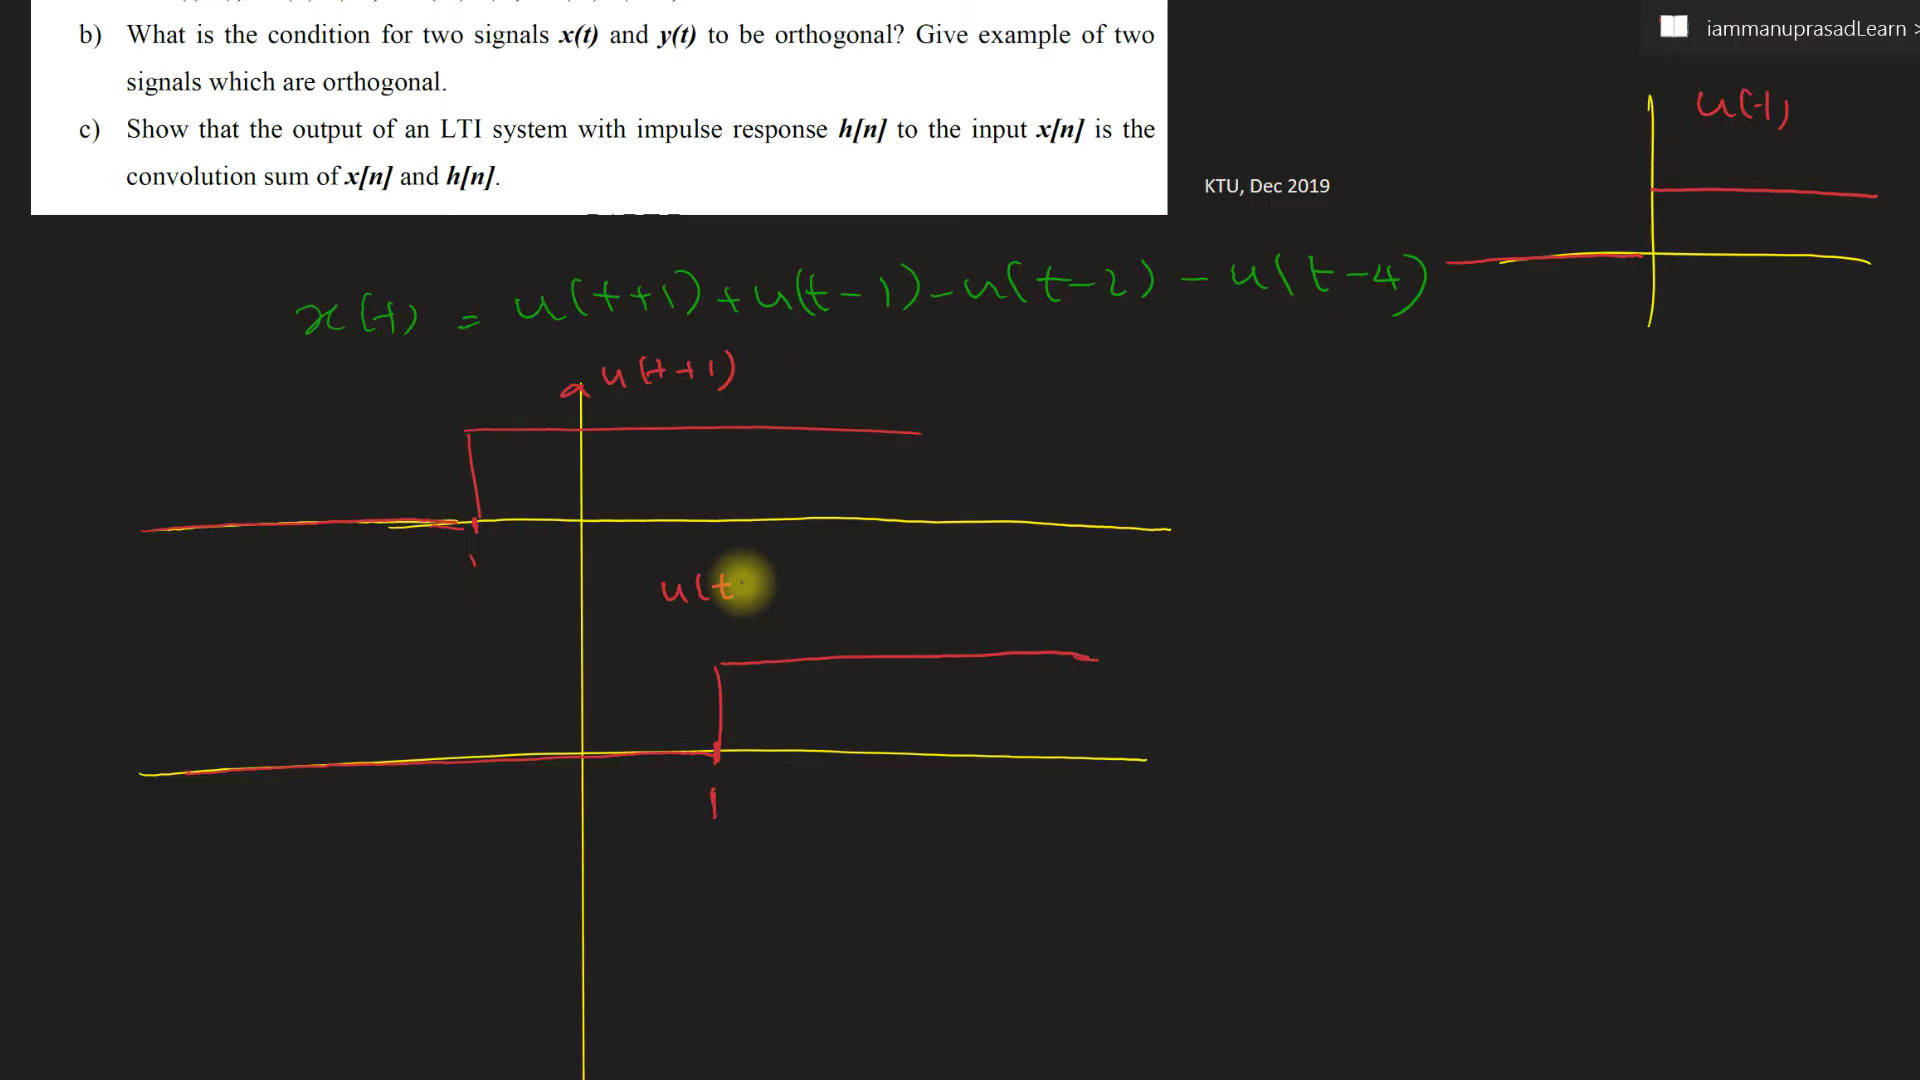 b) What is the condition for two signals x(t) and y(t) to be orthogonal? Give example of two
signals which are orthogonal.
c) Show that the output of an LTI system with impulse response h[n] to the input x[n] is the
convolution sum of x[n] and h[n].
KTU, Dec 2019
iammanuprasadLearn >
u(t)
x(t) = u(t+1)+u(t-1)-u(t-2)-u(t-4)
u(t+1)
u(t
1